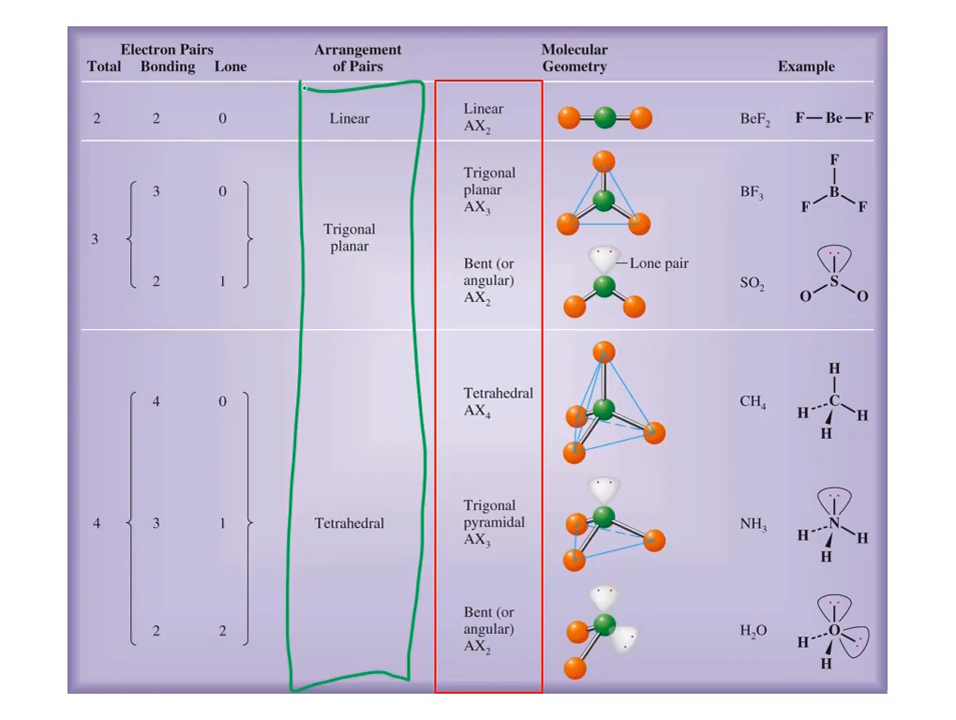 Electron Pairs Arrangement Molecular
Total Bonding Lone of Pairs Geometry Example
2 2 0 Linear Linear
AX2
BeF2 F—Be—F
3
3 0
Trigonal
planar
Trigonal
planar
AX3
BF3
F
B
F F
2 1
Bent (or
angular)
AX2
Lone pair
SO2
S
O O
4
4 0
Tetrahedral
AX4
CH4
H
C
H H
H
3 1
Tetrahedral
Trigonal
pyramidal
AX3
NH3
N
H H
H
2 2
Bent (or
angular)
AX2
H2O
O
H
H